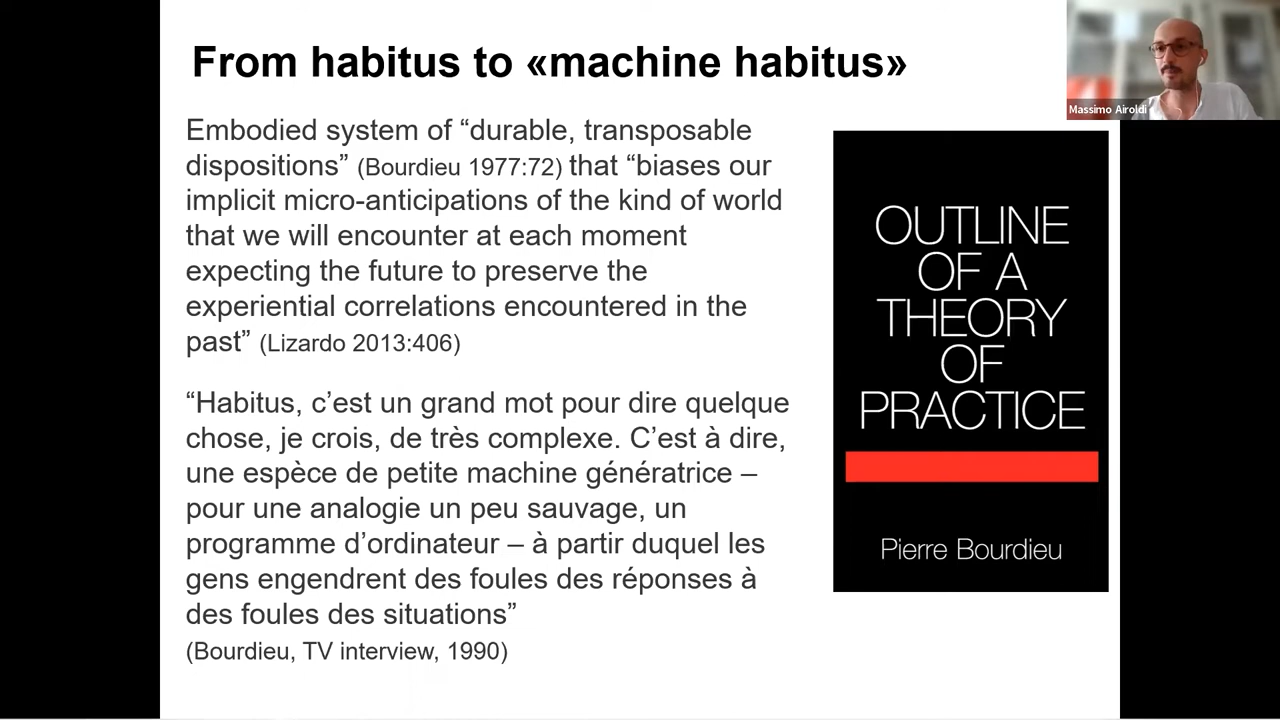 From habitus to «machine habitus»
Embodied system of “durable, transposable
dispositions” (Bourdieu 1977:72) that “biases our
implicit micro-anticipations of the kind of world
that we will encounter at each moment
expecting the future to preserve the
experiential correlations encountered in the
past” (Lizardo 2013:406)
“Habitus, c’est un grand mot pour dire quelque
chose, je crois, de très complexe. C’est à dire,
une espèce de petite machine génératrice –
pour une analogie un peu sauvage, un
programme d’ordinateur – à partir duquel les
gens engendrent des foules des réponses à
des foules des situations”
(Bourdieu, TV interview, 1990)
OUTLINE
OF A
THEORY
OF
PRACTICE
Pierre Bourdieu
Massimo Airoldi